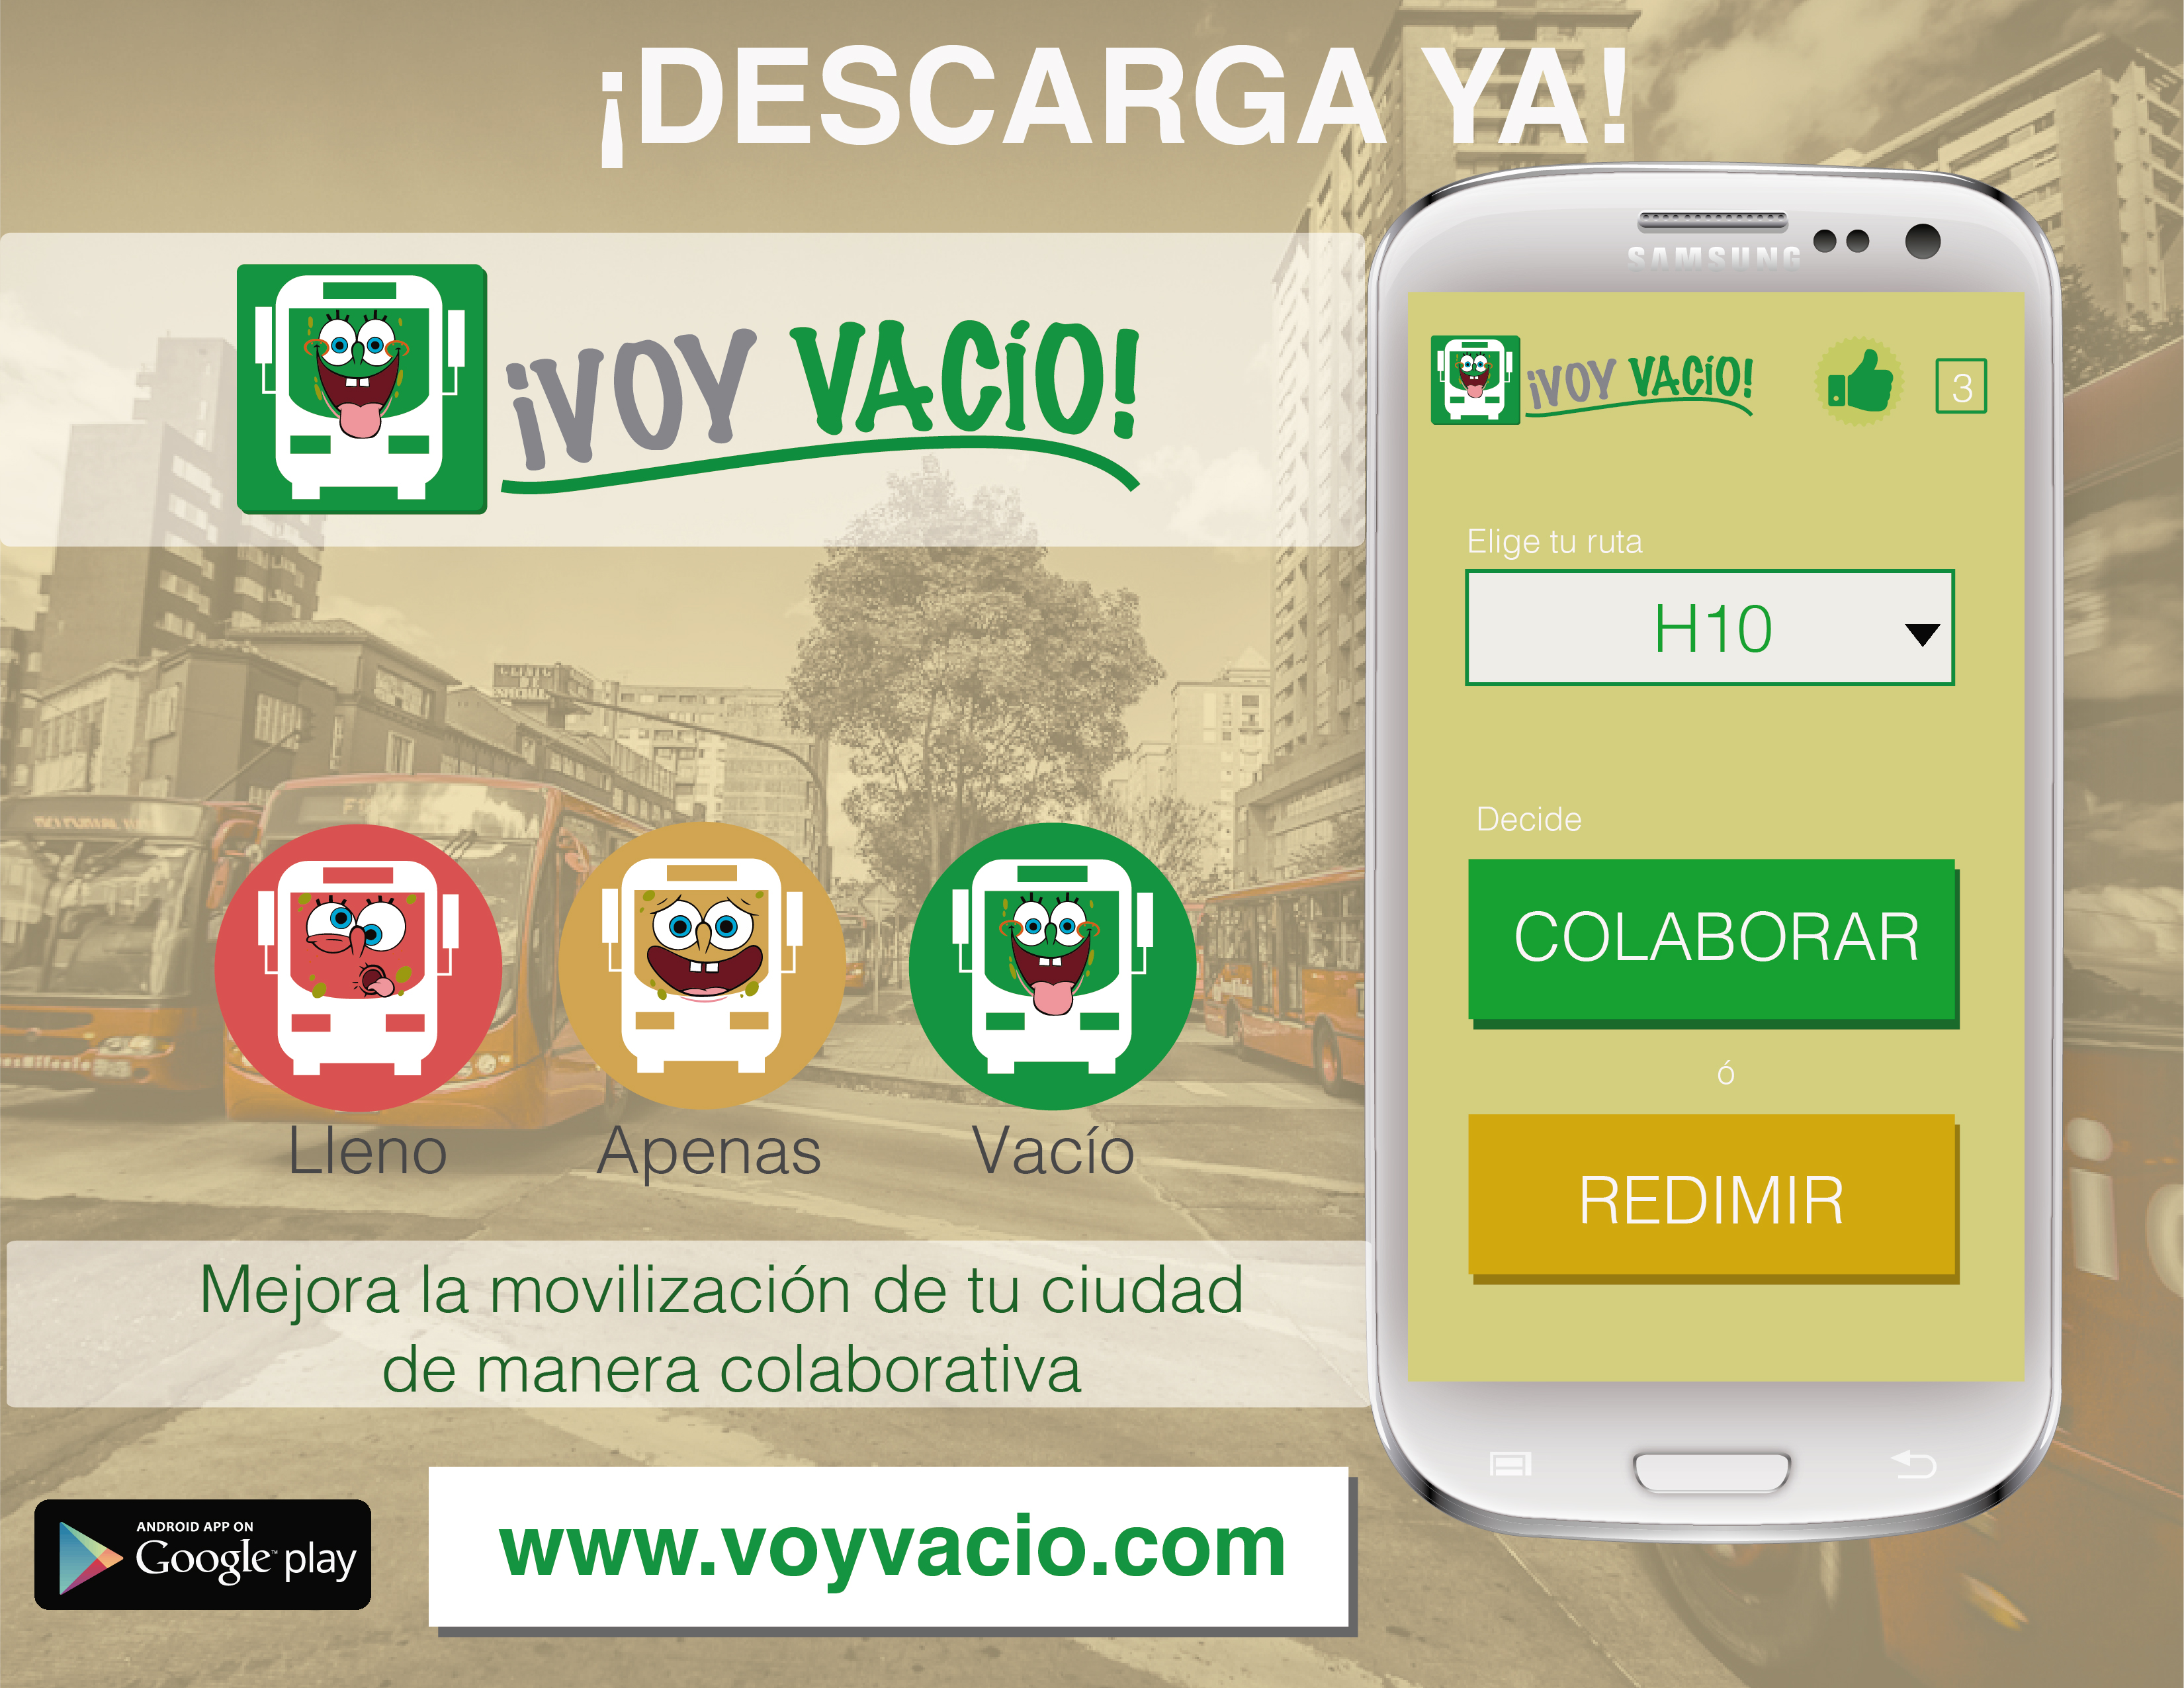 ¡DESCARGA YA!
¡VOY VACÍO!
SAMSUNG
¡VOY VACÍO!
3
Elige tu ruta
H10
Decide
COLABORAR
ó
REDIMIR
Lleno
Apenas
Vacío
Mejora la movilización de tu ciudad
de manera colaborativa
ANDROID APP ON
Google play
www.voyvacio.com